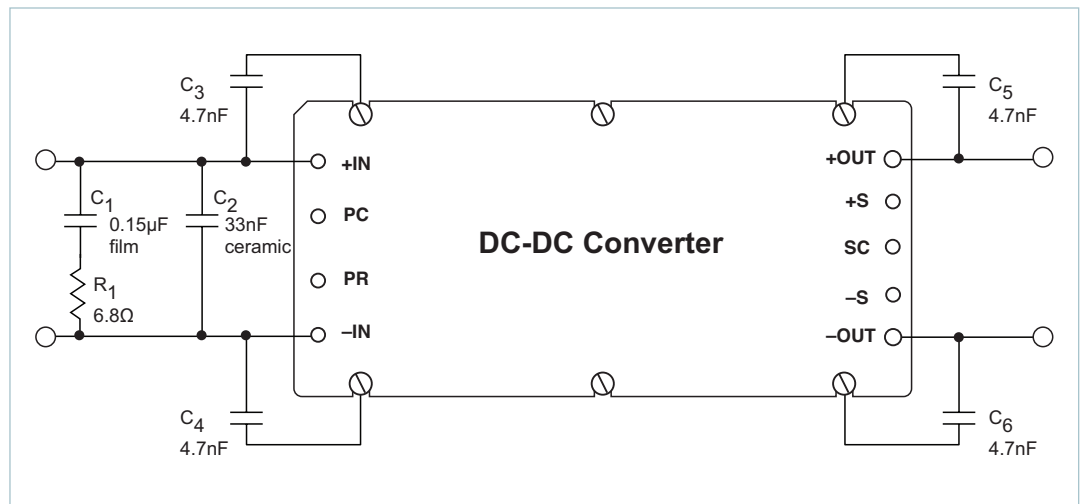 C3
4.7nF
C5
4.7nF
+IN
+OUT
C1
0.15µF
film
C2
33nF
ceramic
PC
+S
DC-DC Converter
SC
R1
6.8Ω
PR
–S
–IN
–OUT
C4
4.7nF
C6
4.7nF